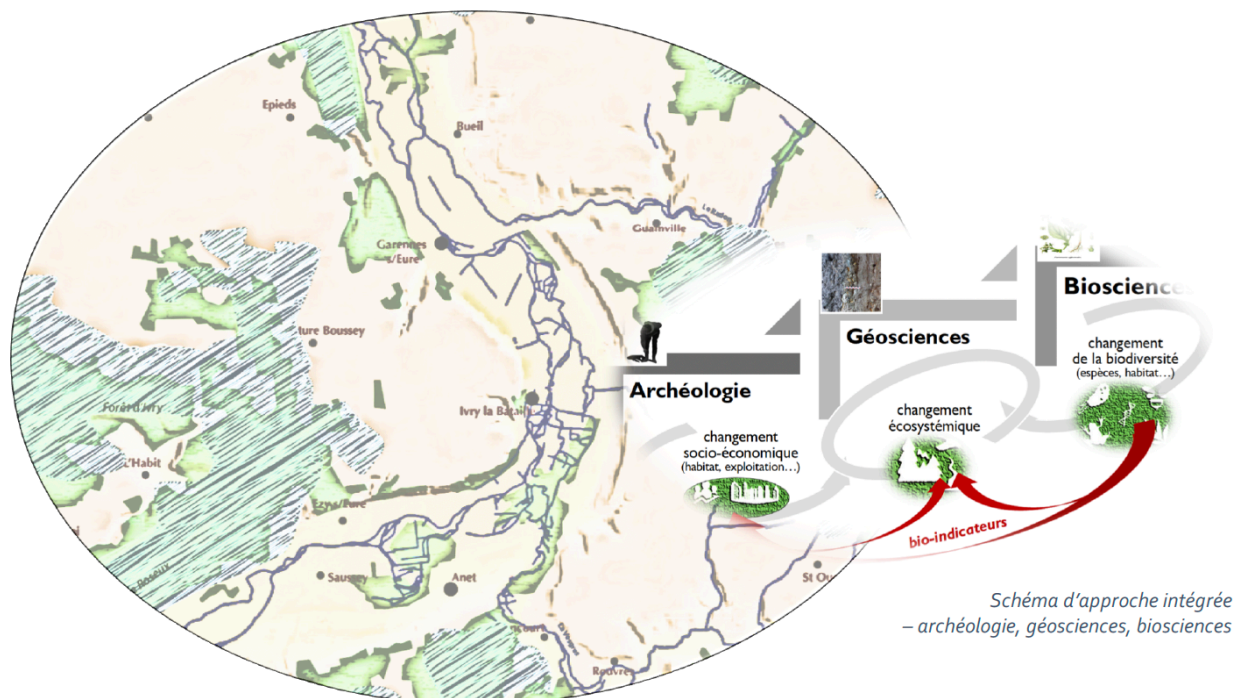 Epieds
Bueil
Guainville
Garennes
/Eure
ture Boussey
Forêt d'Ivry
L'Habit
Ivry la Batail
Ezy s/Eure
Saussay
Anet
Rouvres
St Ou
Biosciences
changement
de la biodiversité
(espèces, habitat…)
Géosciences
changement
écosystémique
Archéologie
changement
socio-économique
(habitat, exploitation…)
bio-indicateurs
Schéma d'approche intégrée
– archéologie, géosciences, biosciences